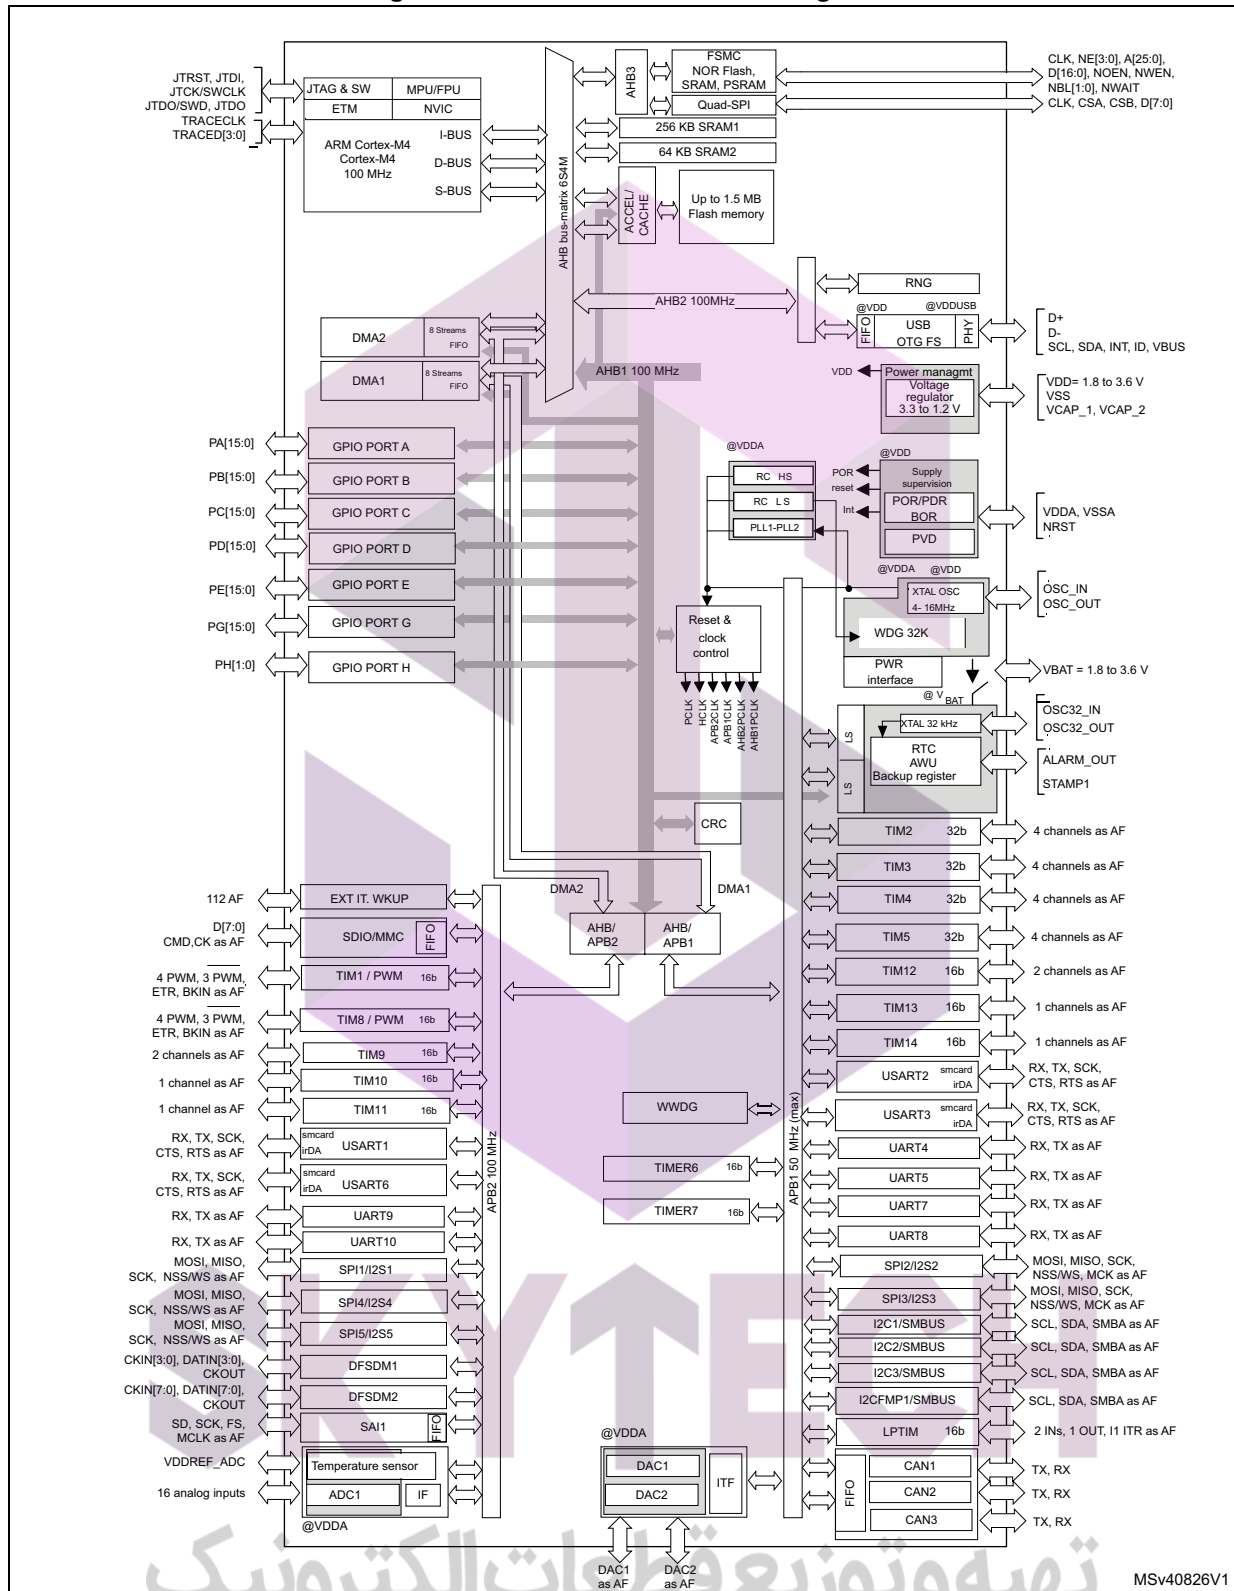 JTRST, JTDI,
JTCK/SWCLK
JTDO/SWD, JTDO
TRACECLK
TRACED[3:0]
JTAG & SW
MPU/FPU
ETM
NVIC
ARM Cortex-M4
Cortex-M4
100 MHz
I-BUS
D-BUS
S-BUS
AHB bus-matrix 6S4M
AHB3
FSMC
NOR Flash,
SRAM, PSRAM
Quad-SPI
CLK, NE[3:0], A[25:0],
D[16:0], NOEN, NWEN,
NBL[1:0], NWAIT
CLK, CSA, CSB, D[7:0]
256 KB SRAM1
64 KB SRAM2
ACCEL/
CACHE
Up to 1.5 MB
Flash memory
AHB2 100MHz
RNG
@VDD
@VDDUSB
FIFO
USB
OTG FS
PHY
D+
D-
SCL, SDA, INT, ID, VBUS
DMA2
8 Streams
FIFO
DMA1
8 Streams
FIFO
AHB1 100 MHz
VDD
Power managmt
Voltage
regulator
3.3 to 1.2 V
VDD= 1.8 to 3.6 V
VSS
VCAP_1, VCAP_2
PA[15:0]
GPIO PORT A
PB[15:0]
GPIO PORT B
PC[15:0]
GPIO PORT C
PD[15:0]
GPIO PORT D
PE[15:0]
GPIO PORT E
PG[15:0]
GPIO PORT G
PH[1:0]
GPIO PORT H
@VDDA
RC HS
RC LS
PLL1-PLL2
@VDD
POR
reset
Int
Supply
supervision
POR/PDR
BOR
PVD
VDDA, VSSA
NRST
@VDDA
@VDD
XTAL OSC
4- 16MHz
WDG 32K
OSC_IN
OSC_OUT
PWR
interface
VBAT = 1.8 to 3.6 V
@ VBAT
Reset &
clock
control
PCLK
HCLK
APB2CLK
APB1CLK
AHB2PCLK
AHB1PCLK
LS
LS
XTAL 32 kHz
RTC
AWU
Backup register
OSC32_IN
OSC32_OUT
ALARM_OUT
STAMP1
CRC
DMA2
DMA1
AHB/
APB2
AHB/
APB1
112 AF
EXT IT. WKUP
D[7:0]
CMD,CK as AF
SDIO/MMC
FIFO
4 PWM, 3 PWM,
ETR, BKIN as AF
TIM1 / PWM 16b
4 PWM, 3 PWM,
ETR, BKIN as AF
TIM8 / PWM 16b
2 channels as AF
TIM9 16b
1 channel as AF
TIM10 16b
1 channel as AF
TIM11 16b
RX, TX, SCK,
CTS, RTS as AF
smcard
irDA
USART1
RX, TX, SCK,
CTS, RTS as AF
smcard
irDA
USART6
RX, TX as AF
UART9
RX, TX as AF
UART10
MOSI, MISO,
SCK, NSS/WS as AF
SPI1/I2S1
MOSI, MISO,
SCK, NSS/WS as AF
SPI4/I2S4
MOSI, MISO,
SCK, NSS/WS as AF
SPI5/I2S5
CKIN[3:0], DATIN[3:0],
CKOUT
DFSDM1
CKIN[7:0], DATIN[7:0],
CKOUT
DFSDM2
SD, SCK, FS,
MCLK as AF
SAI1
FIFO
VDDREF_ADC
Temperature sensor
16 analog inputs
ADC1
IF
@VDDA
APB2 100 MHz
WWDG
TIMER6 16b
TIMER7 16b
@VDDA
DAC1
DAC2
ITF
DAC1
as AF
DAC2
as AF
APB1 50 MHz (max)
TIM2 32b
4 channels as AF
TIM3 32b
4 channels as AF
TIM4 32b
4 channels as AF
TIM5 32b
4 channels as AF
TIM12 16b
2 channels as AF
TIM13 16b
1 channels as AF
TIM14 16b
1 channels as AF
USART2
smcard
irDA
RX, TX, SCK,
CTS, RTS as AF
USART3
smcard
irDA
RX, TX, SCK,
CTS, RTS as AF
UART4
RX, TX as AF
UART5
RX, TX as AF
UART7
RX, TX as AF
UART8
RX, TX as AF
SPI2/I2S2
MOSI, MISO, SCK,
NSS/WS, MCK as AF
SPI3/I2S3
MOSI, MISO, SCK,
NSS/WS, MCK as AF
I2C1/SMBUS
SCL, SDA, SMBA as AF
I2C2/SMBUS
SCL, SDA, SMBA as AF
I2C3/SMBUS
SCL, SDA, SMBA as AF
I2CFMP1/SMBUS
SCL, SDA, SMBA as AF
LPTIM 16b
2 INs, 1 OUT, I1 ITR as AF
FIFO
CAN1
TX, RX
CAN2
TX, RX
CAN3
TX, RX
SKYTECH
تهیه و توزیع قطعات الکترونیک
MSv40826V1